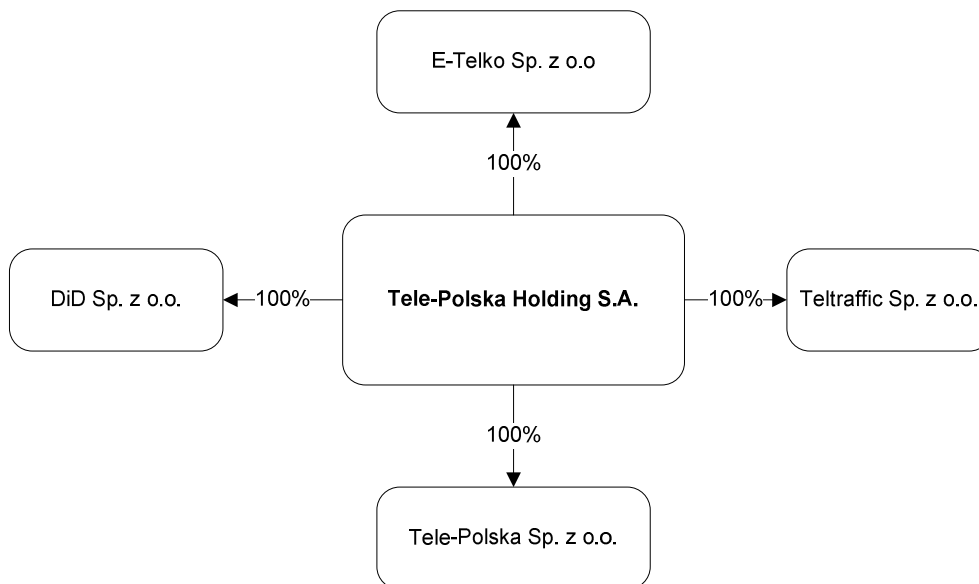 E-Telko Sp. z o.o
100%
DiD Sp. z o.o.
100%
Tele-Polska Holding S.A.
100%
Teltraffic Sp. z o.o.
100%
Tele-Polska Sp. z o.o.